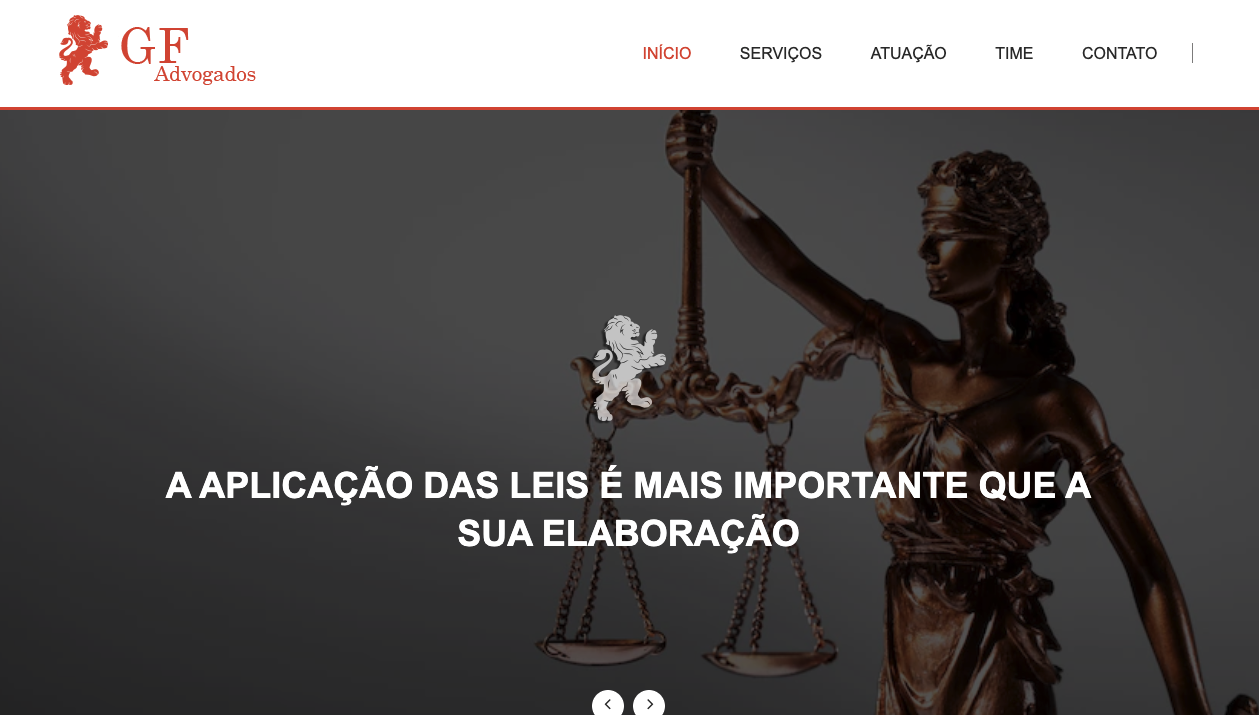 GF
Advogados
INÍCIO SERVIÇOS ATUAÇÃO TIME CONTATO
A APLICAÇÃO DAS LEIS É MAIS IMPORTANTE QUE A
SUA ELABORAÇÃO